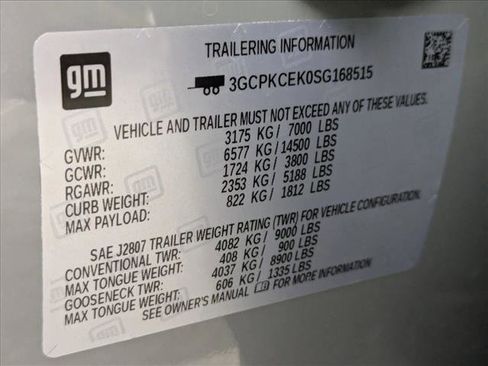 gm
TRAILERING INFORMATION
3GCPKCEK0SG168515
VEHICLE AND TRAILER MUST NOT EXCEED ANY OF THESE VALUES.
GVWR: 3175 KG / 7000 LBS
GCWR: 6577 KG / 14500 LBS
RGAWR: 1724 KG / 3800 LBS
CURB WEIGHT: 2353 KG / 5188 LBS
MAX PAYLOAD: 822 KG / 1812 LBS
SAE J2807 TRAILER WEIGHT RATING (TWR) FOR VEHICLE CONFIGURATION.
CONVENTIONAL TWR: 4082 KG / 9000 LBS
MAX TONGUE WEIGHT: 408 KG / 900 LBS
GOOSENECK TWR: 4037 KG / 8900 LBS
MAX TONGUE WEIGHT: 606 KG / 1335 LBS
SEE OWNER'S MANUAL FOR MORE INFORMATION.